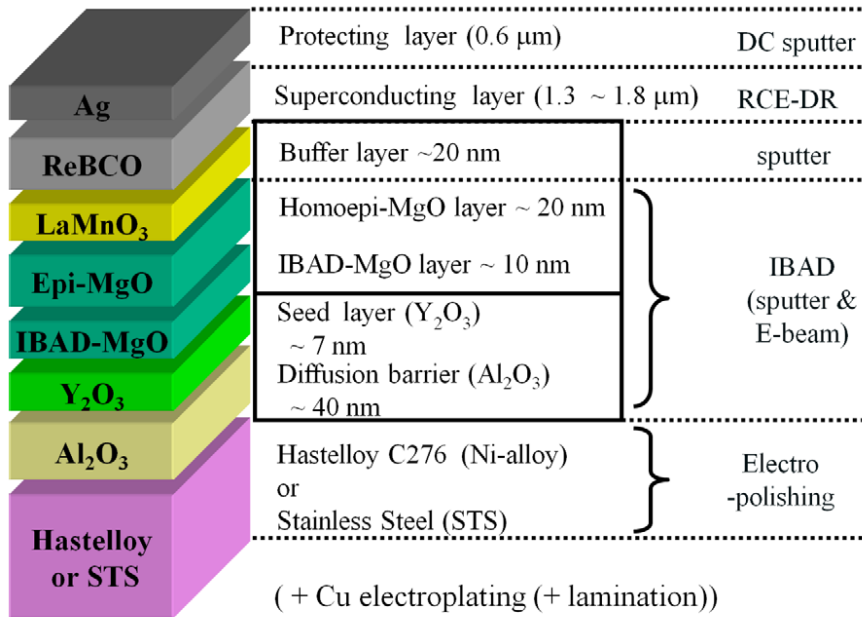 Protecting layer (0.6 μm)
DC sputter
Ag
Superconducting layer (1.3 ~ 1.8 μm)
RCE-DR
ReBCO
Buffer layer ~20 nm
sputter
LaMnO₃
Homoepi-MgO layer ~ 20 nm
Epi-MgO
IBAD-MgO layer ~ 10 nm
IBAD
(sputter &
E-beam)
IBAD-MgO
Seed layer (Y₂O₃)
~ 7 nm
Y₂O₃
Diffusion barrier (Al₂O₃)
~ 40 nm
Al₂O₃
Hastelloy C276 (Ni-alloy)
or
Stainless Steel (STS)
Electro
-polishing
Hastelloy
or STS
( + Cu electroplating (+ lamination))